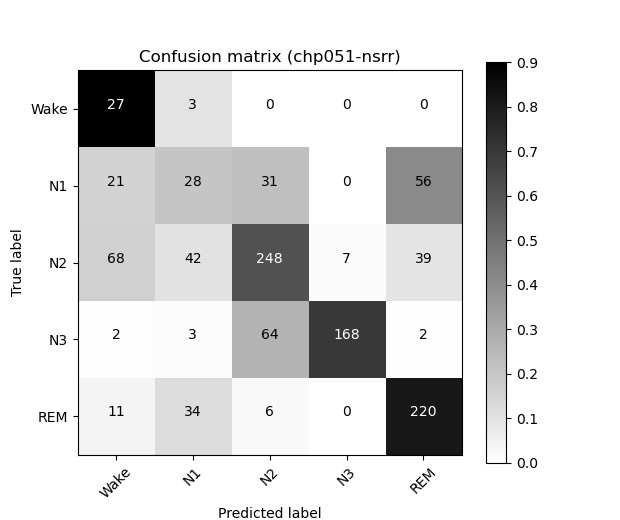 Confusion matrix (chp051-nsrr)
Wake 27 3 0 0 0
N1 21 28 31 0 56
N2 68 42 248 7 39
N3 2 3 64 168 2
REM 11 34 6 0 220
Wake N1 N2 N3 REM
True label
Predicted label
0.9
0.8
0.7
0.6
0.5
0.4
0.3
0.2
0.1
0.0